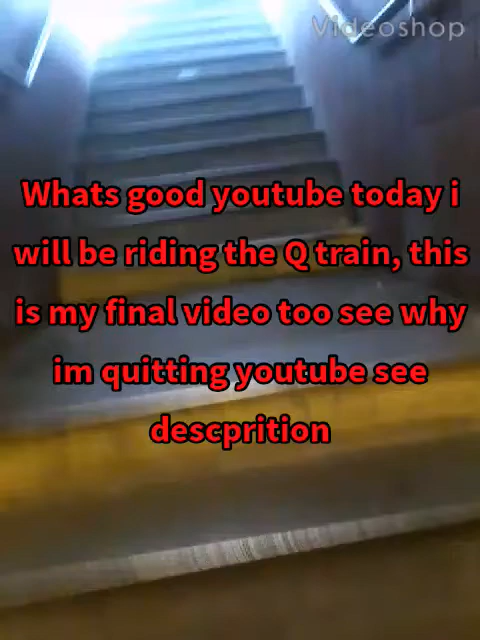 Videoshop
Whats good youtube today i
will be riding the Q train, this
is my final video too see why
im quitting youtube see
descprition